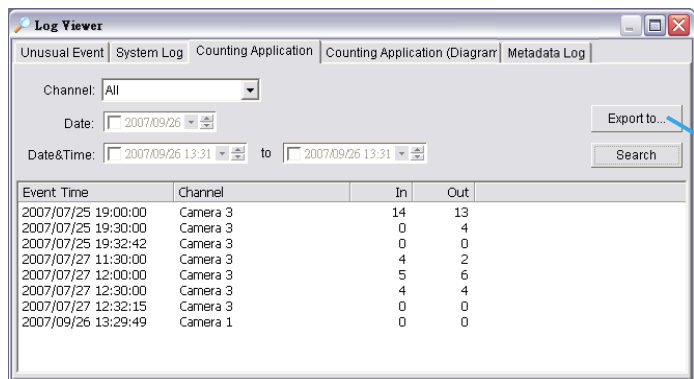 Log Viewer
Unusual Event System Log Counting Application Counting Application (Diagram Metadata Log
Channel: All
Date: 2007/09/26
Export to...
Date&Time: 2007/09/26 13:31 to 2007/09/26 13:31
Search
Event Time Channel In Out
2007/07/25 19:00:00 Camera 3 14 13
2007/07/25 19:30:00 Camera 3 0 4
2007/07/25 19:32:42 Camera 3 0 0
2007/07/27 11:30:00 Camera 3 4 2
2007/07/27 12:00:00 Camera 3 5 6
2007/07/27 12:30:00 Camera 3 4 4
2007/07/27 12:32:15 Camera 3 0 0
2007/09/26 13:29:49 Camera 1 0 0